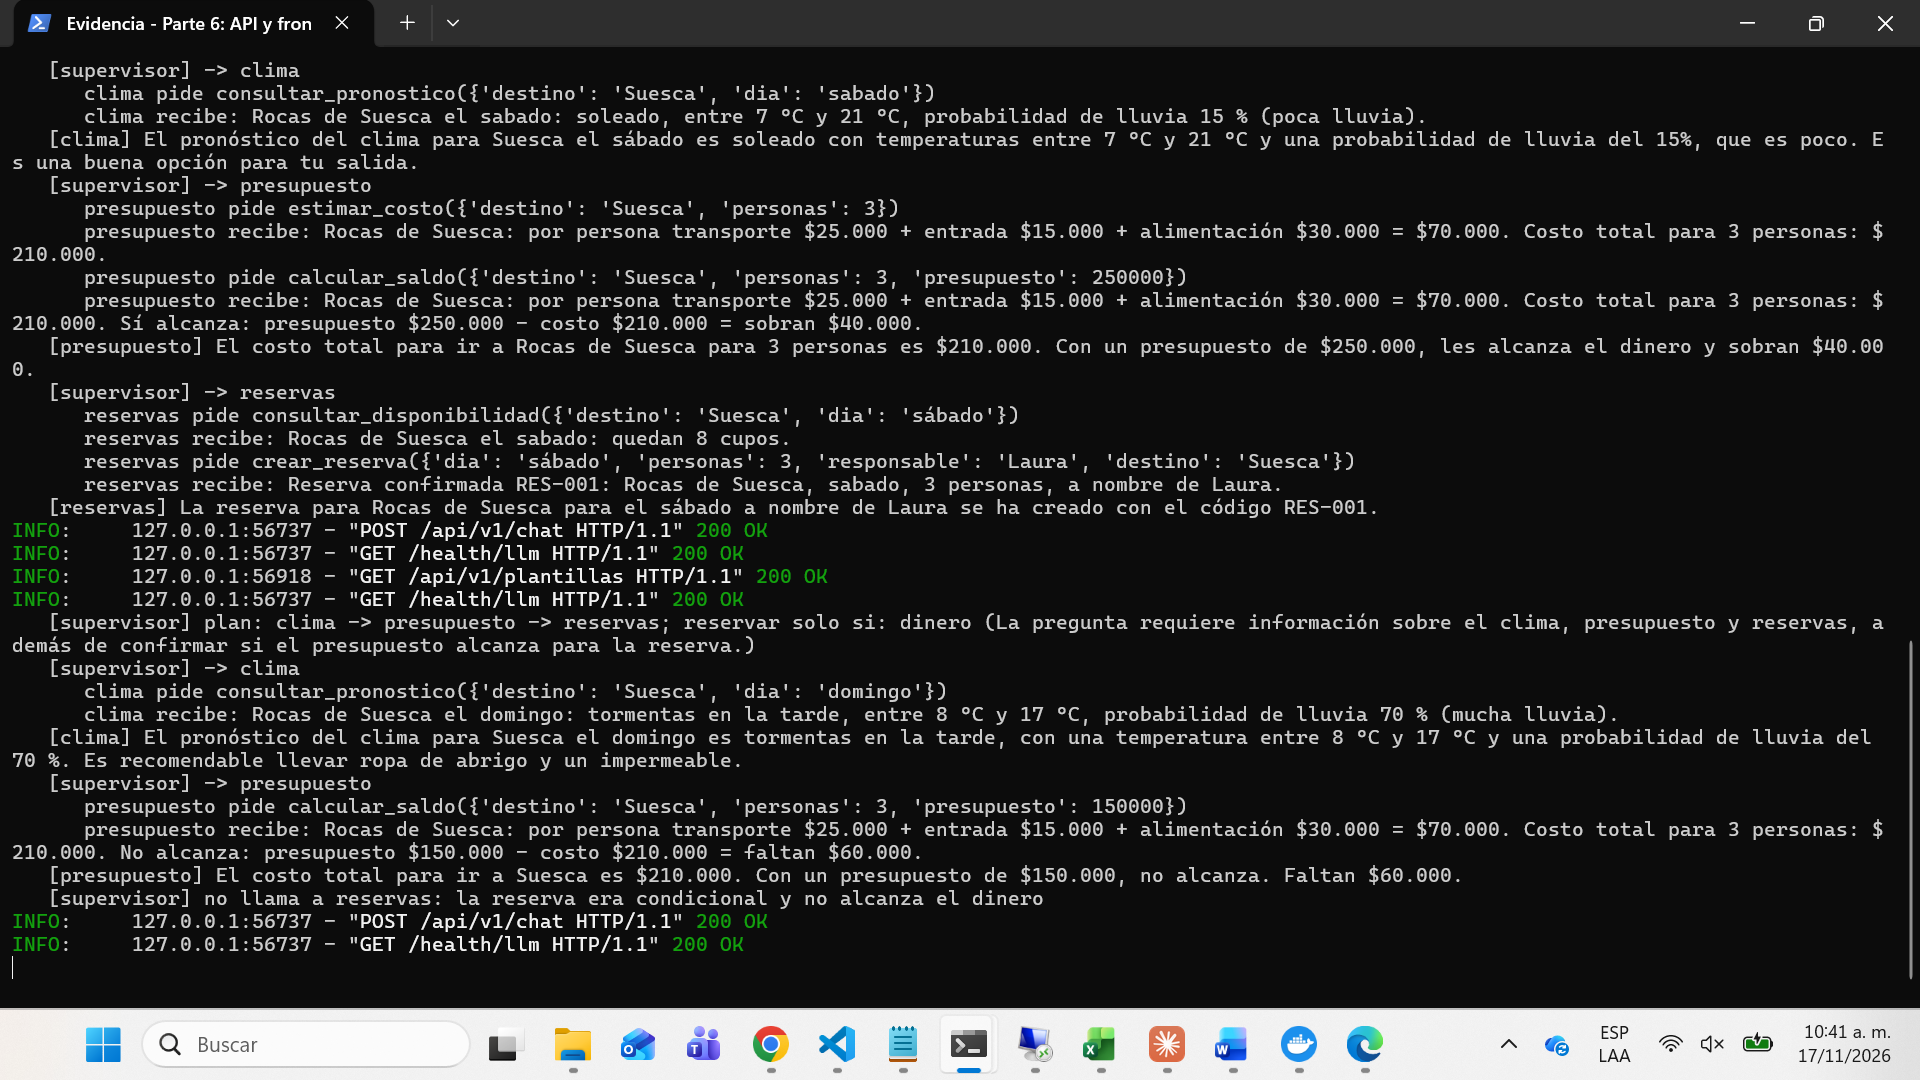 Evidencia - Parte 6: API y fron
[supervisor] -> clima
clima pide consultar_pronostico({'destino': 'Suesca', 'dia': 'sabado'})
clima recibe: Rocas de Suesca el sabado: soleado, entre 7 °C y 21 °C, probabilidad de lluvia 15 % (poca lluvia).
[clima] El pronóstico del clima para Suesca el sábado es soleado con temperaturas entre 7 °C y 21 °C y una probabilidad de lluvia del 15%, que es poco. E
s una buena opción para tu salida.
[supervisor] -> presupuesto
presupuesto pide estimar_costo({'destino': 'Suesca', 'personas': 3})
presupuesto recibe: Rocas de Suesca: por persona transporte $25.000 + entrada $15.000 + alimentación $30.000 = $70.000. Costo total para 3 personas: $
210.000.
presupuesto pide calcular_saldo({'destino': 'Suesca', 'personas': 3, 'presupuesto': 250000})
presupuesto recibe: Rocas de Suesca: por persona transporte $25.000 + entrada $15.000 + alimentación $30.000 = $70.000. Costo total para 3 personas: $
210.000. Sí alcanza: presupuesto $250.000 - costo $210.000 = sobran $40.000.
[presupuesto] El costo total para ir a Rocas de Suesca para 3 personas es $210.000. Con un presupuesto de $250.000, les alcanza el dinero y sobran $40.00
0.
[supervisor] -> reservas
reservas pide consultar_disponibilidad({'destino': 'Suesca', 'dia': 'sábado'})
reservas recibe: Rocas de Suesca el sabado: quedan 8 cupos.
reservas pide crear_reserva({'dia': 'sábado', 'personas': 3, 'responsable': 'Laura', 'destino': 'Suesca'})
reservas recibe: Reserva confirmada RES-001: Rocas de Suesca, sabado, 3 personas, a nombre de Laura.
[reservas] La reserva para Rocas de Suesca para el sábado a nombre de Laura se ha creado con el código RES-001.
INFO: 127.0.0.1:56737 - "POST /api/v1/chat HTTP/1.1" 200 OK
INFO: 127.0.0.1:56737 - "GET /health/llm HTTP/1.1" 200 OK
INFO: 127.0.0.1:56918 - "GET /api/v1/plantillas HTTP/1.1" 200 OK
INFO: 127.0.0.1:56737 - "GET /health/llm HTTP/1.1" 200 OK
[supervisor] plan: clima -> presupuesto -> reservas; reservar solo si: dinero (La pregunta requiere información sobre el clima, presupuesto y reservas, a
demás de confirmar si el presupuesto alcanza para la reserva.)
[supervisor] -> clima
clima pide consultar_pronostico({'destino': 'Suesca', 'dia': 'domingo'})
clima recibe: Rocas de Suesca el domingo: tormentas en la tarde, entre 8 °C y 17 °C, probabilidad de lluvia 70 % (mucha lluvia).
[clima] El pronóstico del clima para Suesca el domingo es tormentas en la tarde, con una temperatura entre 8 °C y 17 °C y una probabilidad de lluvia del
70 %. Es recomendable llevar ropa de abrigo y un impermeable.
[supervisor] -> presupuesto
presupuesto pide calcular_saldo({'destino': 'Suesca', 'personas': 3, 'presupuesto': 150000})
presupuesto recibe: Rocas de Suesca: por persona transporte $25.000 + entrada $15.000 + alimentación $30.000 = $70.000. Costo total para 3 personas: $
210.000. No alcanza: presupuesto $150.000 - costo $210.000 = faltan $60.000.
[presupuesto] El costo total para ir a Suesca es $210.000. Con un presupuesto de $150.000, no alcanza. Faltan $60.000.
[supervisor] no llama a reservas: la reserva era condicional y no alcanza el dinero
INFO: 127.0.0.1:56737 - "POST /api/v1/chat HTTP/1.1" 200 OK
INFO: 127.0.0.1:56737 - "GET /health/llm HTTP/1.1" 200 OK
Buscar
ESP
LAA
10:41 a. m.
17/11/2026